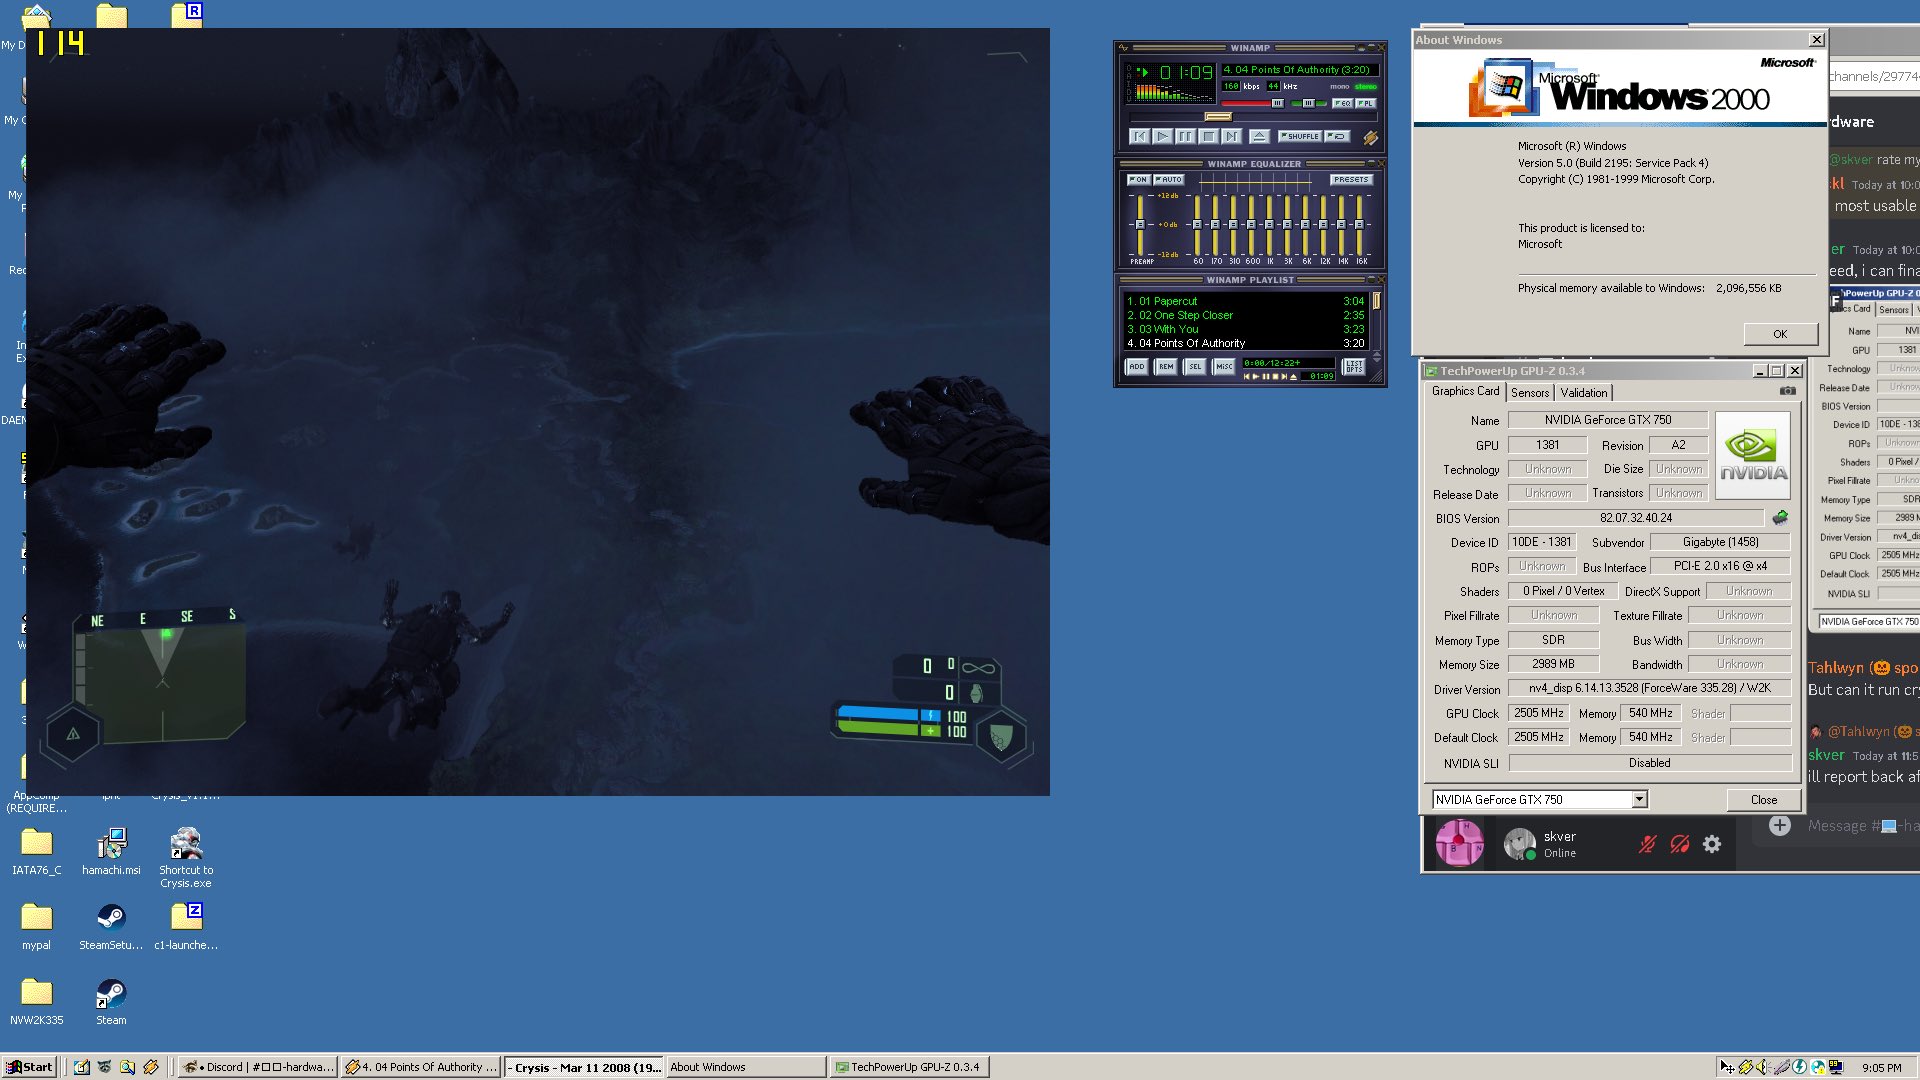 R
My D
My C
My
Rec
In
E
DAEN
AppComp
(REQUIRE...
Crysis_v1.1...
IATA76_C
hamachi.msi
Shortcut to
Crysis.exe
mypal
SteamSetu...
Z
c1-launche...
NVW2K335
Steam
114
NE E SE S
0 0
0
100
100
WINAMP
01:09
4. 04 Points Of Authority (3:20)
160 kbps 44 kHz mono stereo
EQ PL
SHUFFLE
WINAMP EQUALIZER
ON AUTO PRESETS
+12db
+0db
-12db
PREAMP 60 170 310 600 1K 3K 6K 12K 14K 16K
WINAMP PLAYLIST
1. 01 Papercut 3:04
2. 02 One Step Closer 2:35
3. 03 With You 3:23
4. 04 Points Of Authority 3:20
ADD REM SEL MISC 0:00/12:22+ 01:09 LIST OPTS
About Windows
Microsoft
Microsoft
Windows 2000
Microsoft (R) Windows
Version 5.0 (Build 2195: Service Pack 4)
Copyright (C) 1981-1999 Microsoft Corp.
This product is licensed to:
Microsoft
Physical memory available to Windows: 2,096,556 KB
OK
TechPowerUp GPU-Z 0.3.4
Graphics Card Sensors Validation
Name NVIDIA GeForce GTX 750
GPU 1381 Revision A2
Technology Unknown Die Size Unknown
Release Date Unknown Transistors Unknown
BIOS Version 82.07.32.40.24
Device ID 10DE - 1381 Subvendor Gigabyte (1458)
ROPs Unknown Bus Interface PCI-E 2.0 x16 @ x4
Shaders 0 Pixel / 0 Vertex DirectX Support Unknown
Pixel Fillrate Unknown Texture Fillrate Unknown
Memory Type SDR Bus Width Unknown
Memory Size 2989 MB Bandwidth Unknown
Driver Version nv4_disp 6.14.13.3528 (ForceWare 335.28) / W2K
GPU Clock 2505 MHz Memory 540 MHz Shader
Default Clock 2505 MHz Memory 540 MHz Shader
NVIDIA SLI Disabled
NVIDIA GeForce GTX 750 Close
NVIDIA
channels/29774
rdware
@skver rate my
kl Today at 10:0
most usable
er Today at 10:0
eed, i can fina
hPowerUp GPU-Z 0
ics Card Sensors
Name NVI
GPU 1381
Technology Unknow
Release Date Unknow
BIOS Version
Device ID 10DE - 138
ROPs Unknown
Shaders 0 Pixel /
Pixel Fillrate Unkno
Memory Type SDR
Memory Size 2989 M
Driver Version nv4_dis
GPU Clock 2505 MHz
Default Clock 2505 MHz
NVIDIA SLI
NVIDIA GeForce GTX 750
Tahlwyn (🎃 spo
But can it run cr
@Tahlwyn (🎃 s
skver Today at 11:5
ill report back af
skver
Online
Message #💻-ha
Start
• Discord | #□□-hardwa...
4. 04 Points Of Authority ...
- Crysis - Mar 11 2008 (19...
About Windows
TechPowerUp GPU-Z 0.3.4
9:05 PM